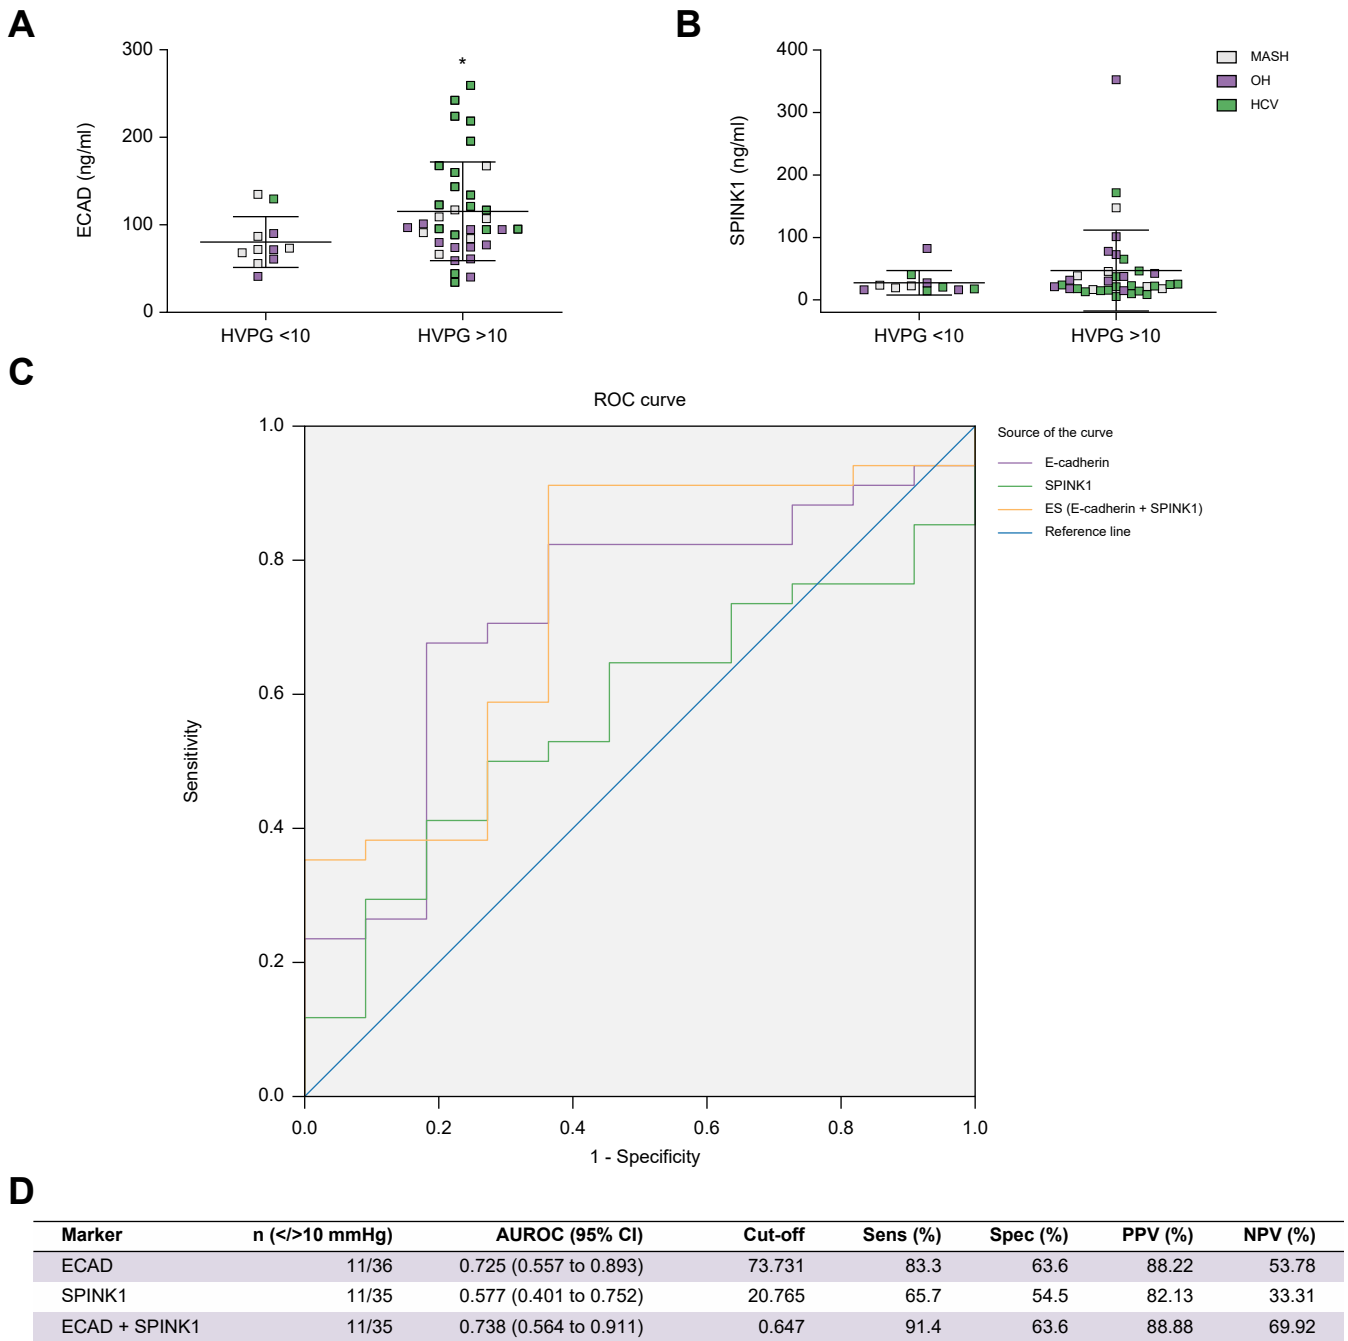 A
300
200
100
0
ECAD (ng/ml)
*
HVPG <10
HVPG >10
B
400
300
200
100
0
SPINK1 (ng/ml)
HVPG <10
HVPG >10
MASH
OH
HCV
C
ROC curve
1.0
0.8
0.6
0.4
0.2
0.0
Sensitivity
0.0 0.2 0.4 0.6 0.8 1.0
1 - Specificity
Source of the curve
E-cadherin
SPINK1
ES (E-cadherin + SPINK1)
Reference line
D
Marker n (</>10 mmHg) AUROC (95% CI) Cut-off Sens (%) Spec (%) PPV (%) NPV (%)
ECAD 11/36 0.725 (0.557 to 0.893) 73.731 83.3 63.6 88.22 53.78
SPINK1 11/35 0.577 (0.401 to 0.752) 20.765 65.7 54.5 82.13 33.31
ECAD + SPINK1 11/35 0.738 (0.564 to 0.911) 0.647 91.4 63.6 88.88 69.92